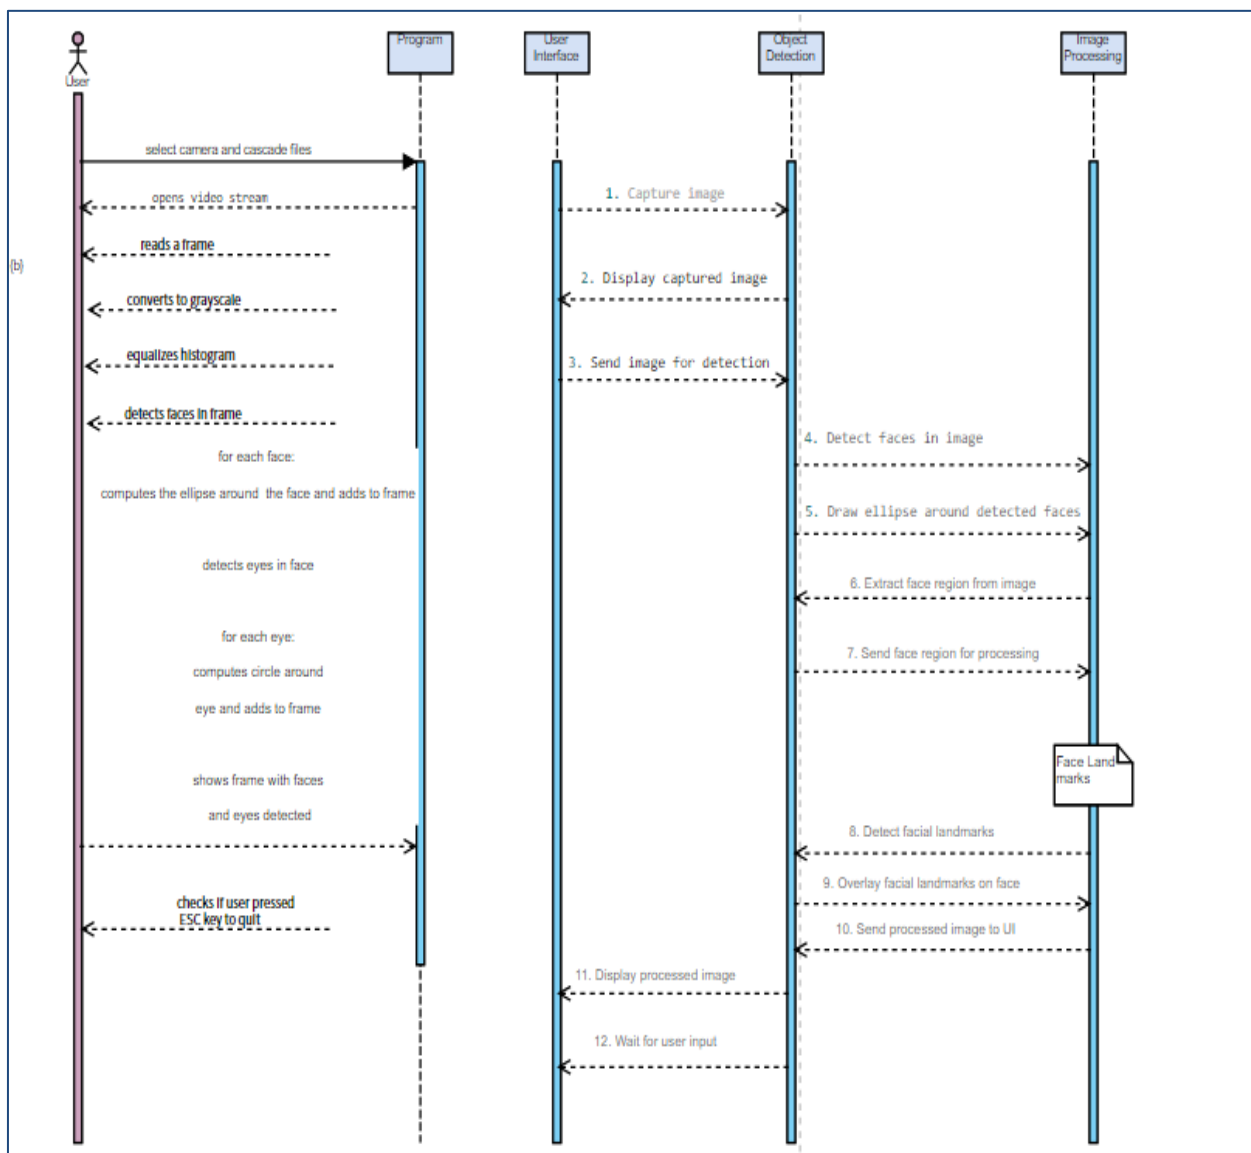 User
Program
User
Interface
Object
Detection
Image
Processing
select camera and cascade files
opens video stream
1. Capture image
reads a frame
(b)
2. Display captured image
converts to grayscale
equalizes histogram
3. Send image for detection
detects faces in frame
4. Detect faces in image
for each face:
computes the ellipse around the face and adds to frame
5. Draw ellipse around detected faces
detects eyes in face
6. Extract face region from image
for each eye:
7. Send face region for processing
computes circle around
eye and adds to frame
Face Land
marks
shows frame with faces
and eyes detected
8. Detect facial landmarks
9. Overlay facial landmarks on face
checks if user pressed
ESC key to quit
10. Send processed image to UI
11. Display processed image
12. Wait for user input